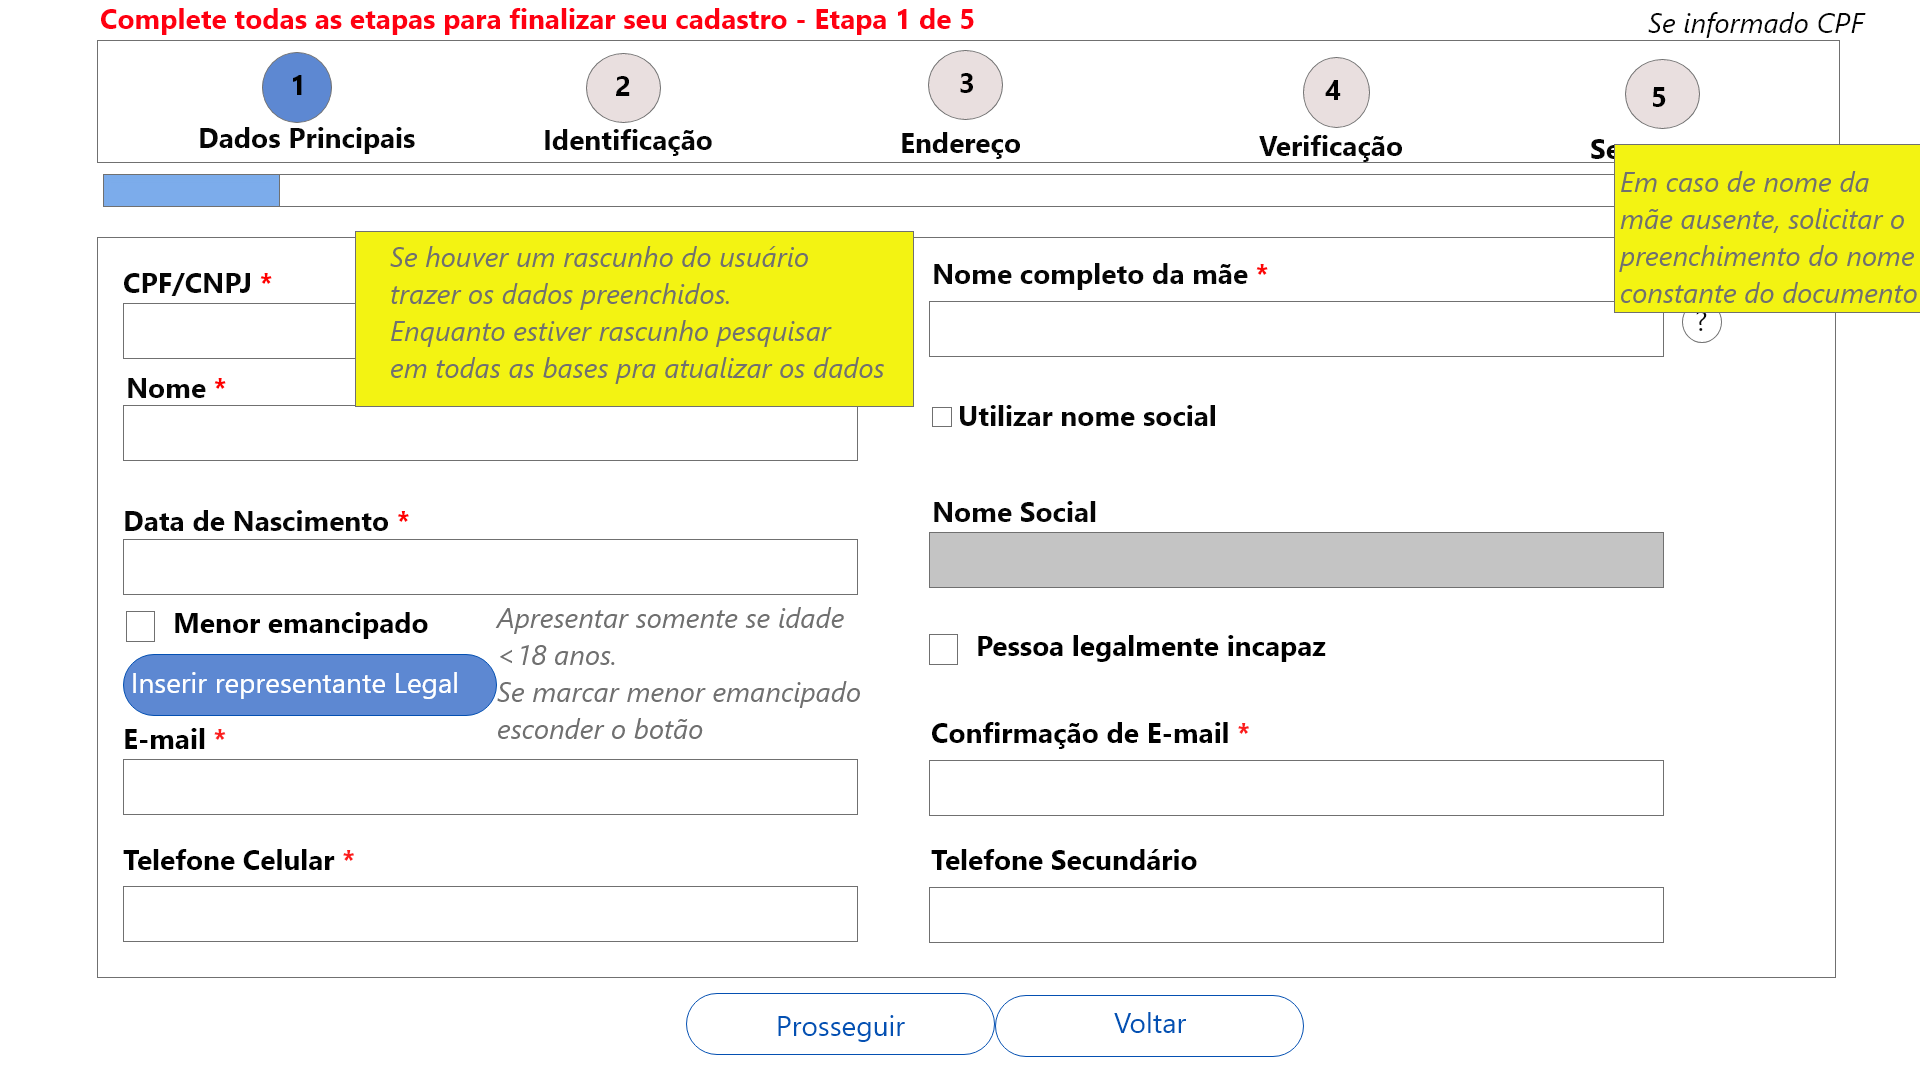 Complete todas as etapas para finalizar seu cadastro - Etapa 1 de 5
Se informado CPF
1
2
3
4
5
Dados Principais
Identificação
Endereço
Verificação
Em caso de nome da
mãe ausente, solicitar o
preenchimento do nome
constante do documento
Se houver um rascunho do usuário
trazer os dados preenchidos.
Enquanto estiver rascunho pesquisar
em todas as bases pra atualizar os dados
CPF/CNPJ *
Nome completo da mãe *
?
Nome *
Utilizar nome social
Data de Nascimento *
Nome Social
Menor emancipado
Apresentar somente se idade
<18 anos.
Se marcar menor emancipado
esconder o botão
Inserir representante Legal
Pessoa legalmente incapaz
E-mail *
Confirmação de E-mail *
Telefone Celular *
Telefone Secundário
Prosseguir
Voltar